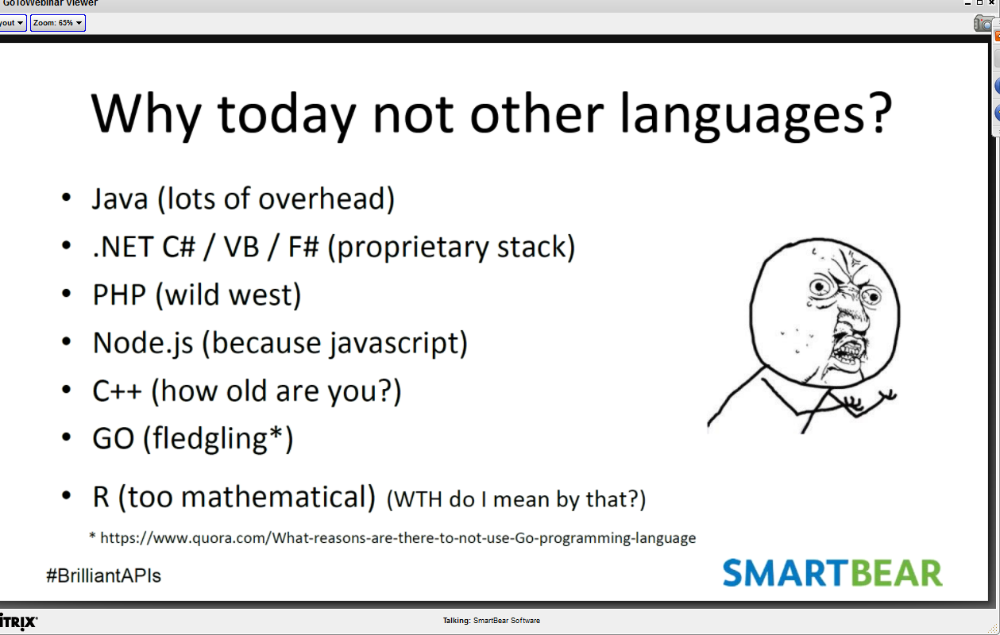 GoToWebinar Viewer
yout
Zoom: 65%
Why today not other languages?
• Java (lots of overhead)
• .NET C# / VB / F# (proprietary stack)
• PHP (wild west)
• Node.js (because javascript)
• C++ (how old are you?)
• GO (fledgling*)
• R (too mathematical) (WTH do I mean by that?)
* https://www.quora.com/What-reasons-are-there-to-not-use-Go-programming-language
#BrilliantAPIs
SMARTBEAR
ITRIX
Talking: SmartBear Software